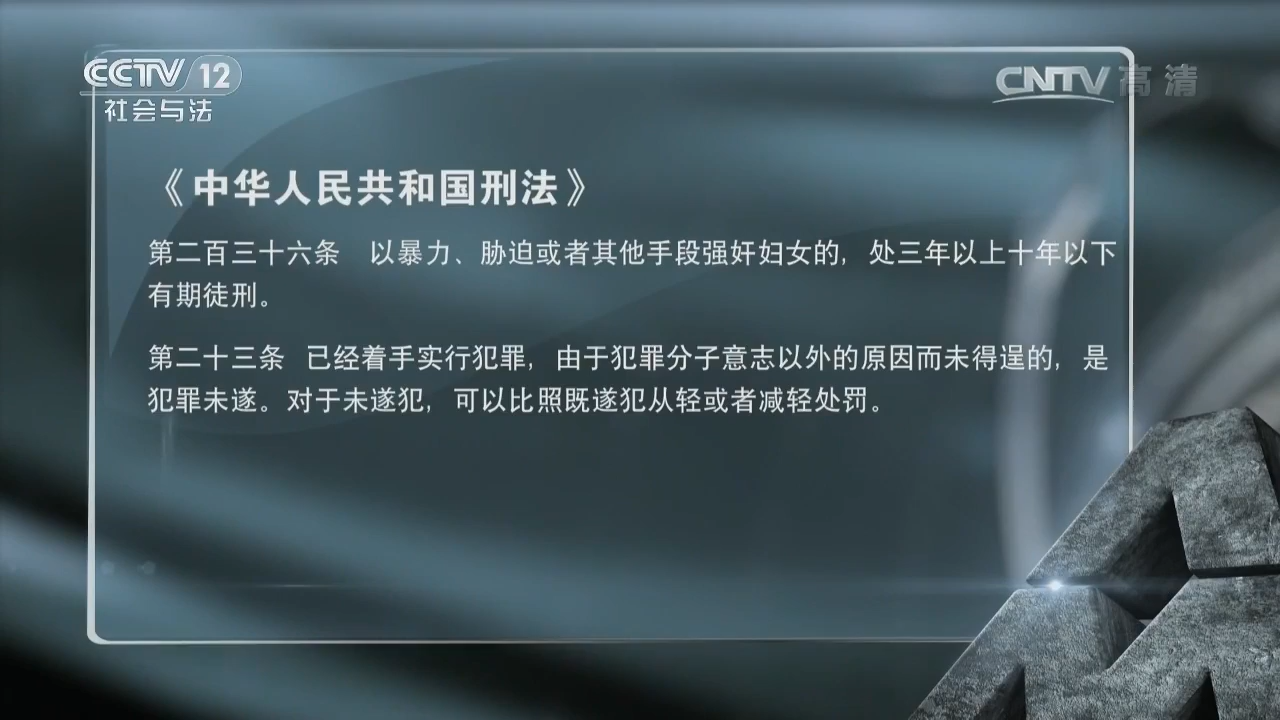 CCTV 12
社会与法
CNTV高清
《中华人民共和国刑法》
第二百三十六条 以暴力、胁迫或者其他手段强奸妇女的，处三年以上十年以下
有期徒刑。
第二十三条 已经着手实行犯罪，由于犯罪分子意志以外的原因而未得逞的，是
犯罪未遂。对于未遂犯，可以比照既遂犯从轻或者减轻处罚。